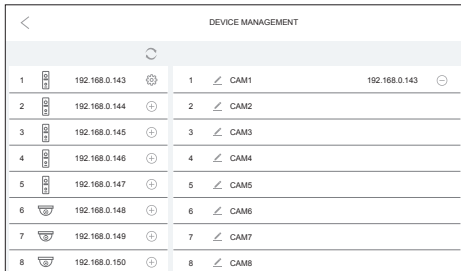 DEVICE MANAGEMENT
1 192.168.0.143 1 CAM1 192.168.0.143
2 192.168.0.144 2 CAM2
3 192.168.0.145 3 CAM3
4 192.168.0.146 4 CAM4
5 192.168.0.147 5 CAM5
6 192.168.0.148 6 CAM6
7 192.168.0.149 7 CAM7
8 192.168.0.150 8 CAM8